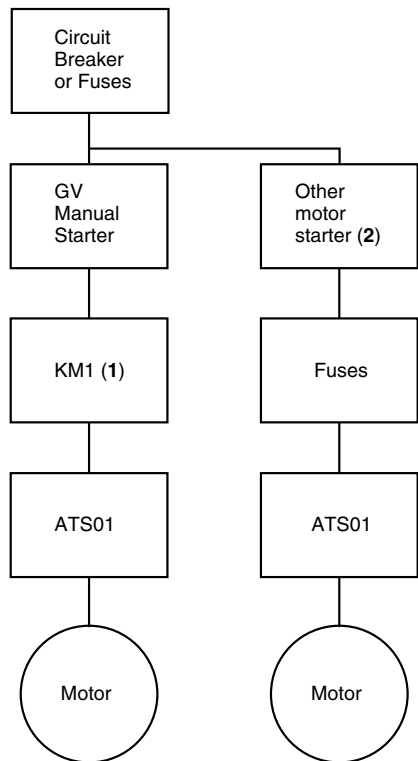 Circuit
Breaker
or Fuses
GV
Manual
Starter
Other
motor
starter (2)
KM1 (1)
Fuses
ATS01
ATS01
Motor
Motor